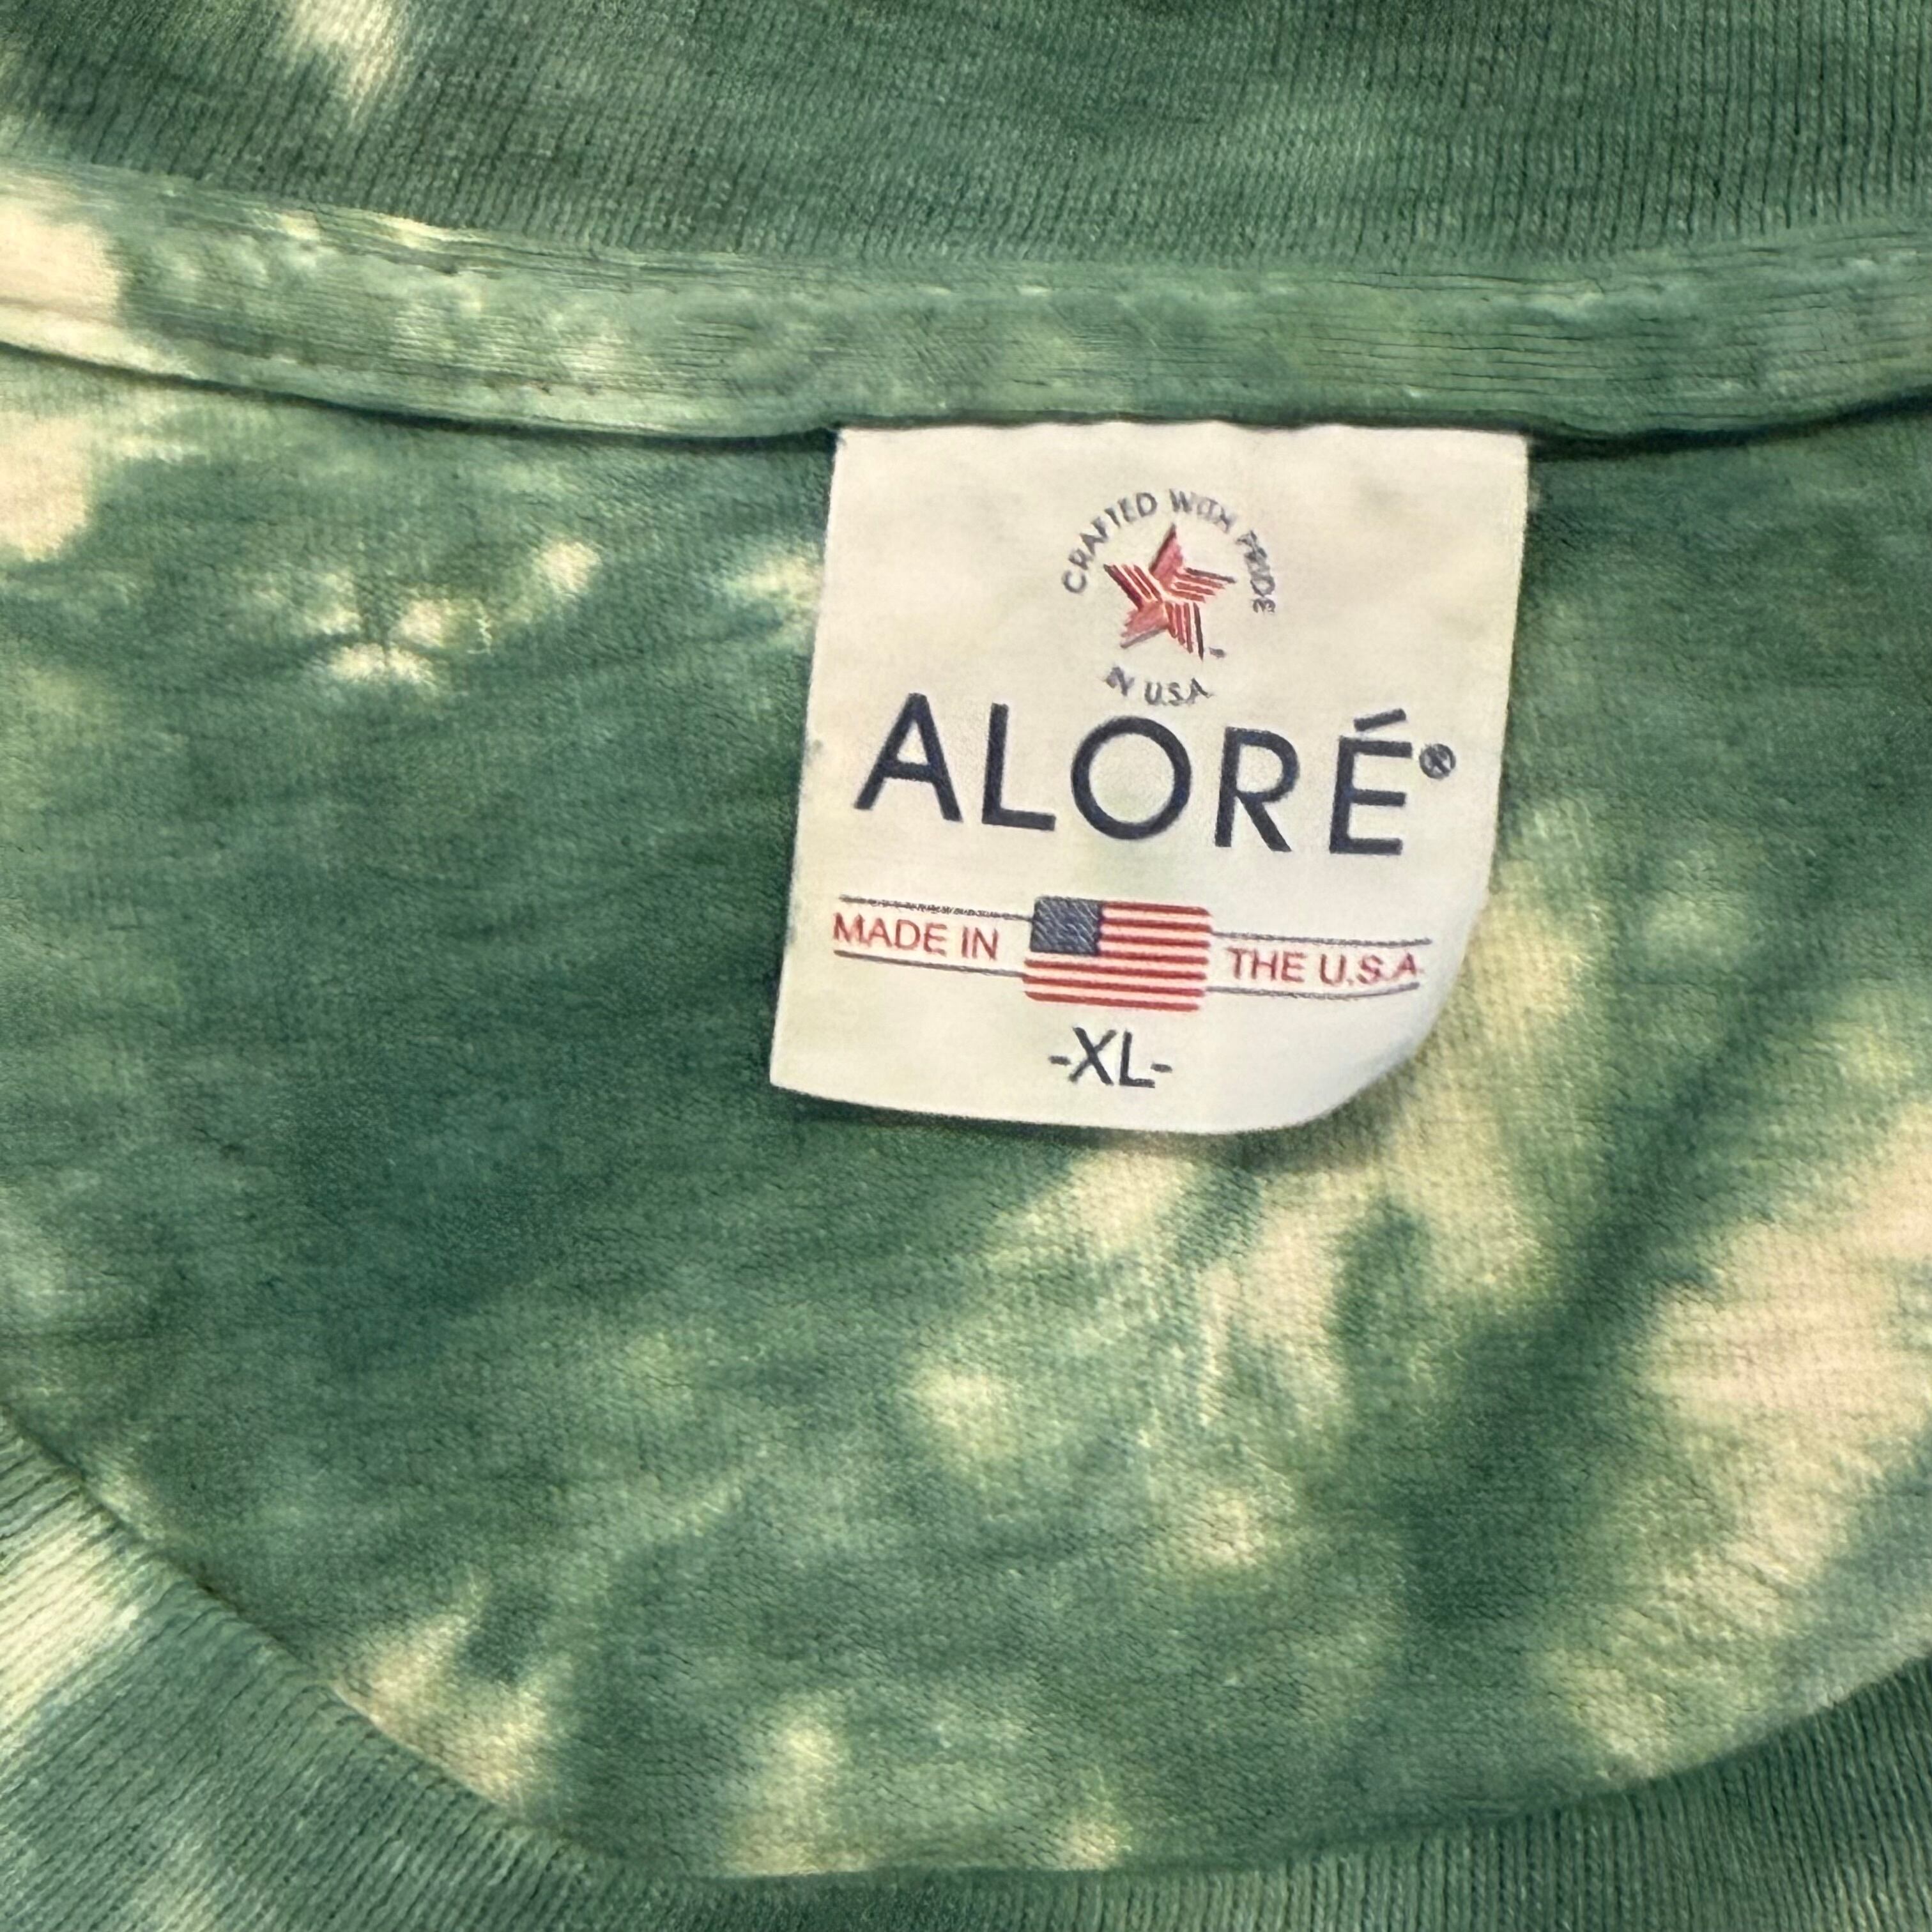 CRAFTED WITH PRIDE
IN U.S.A
ALORÉ®
MADE IN THE U.S.A.
-XL-